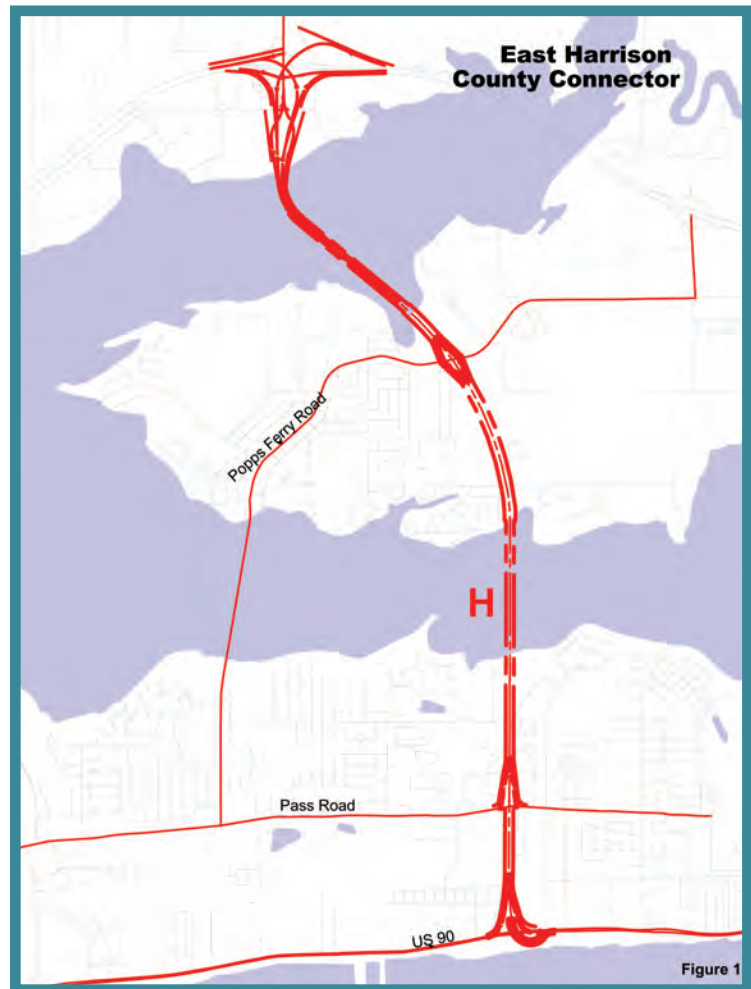 East Harrison
County Connector
Popps Ferry Road
H
Pass Road
US 90
Figure 1